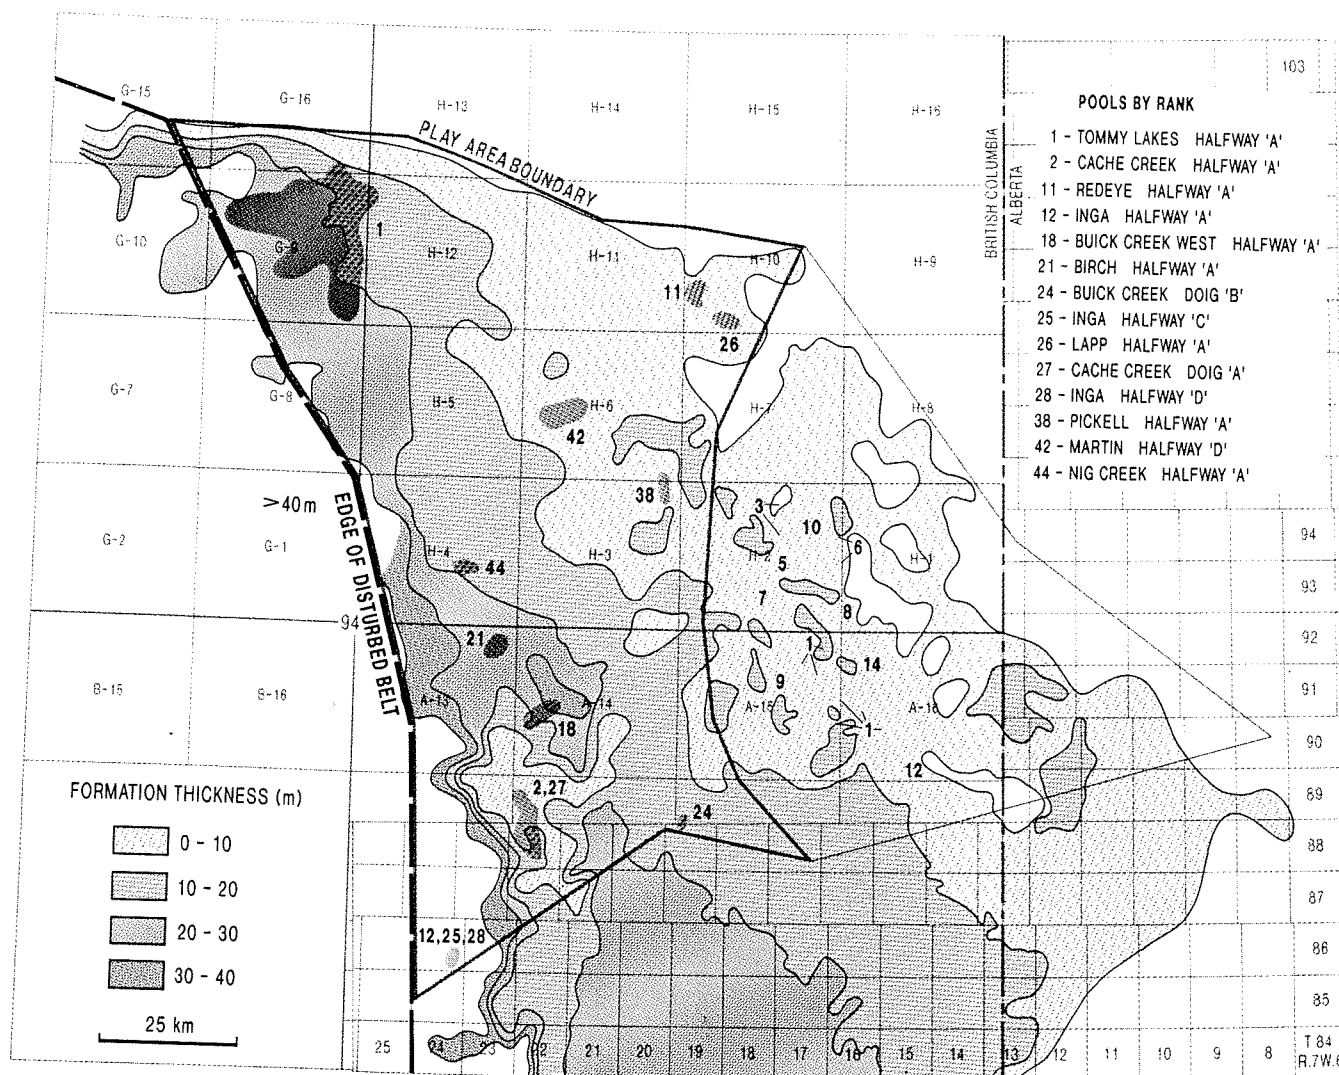 103
G-15
G-16
H-13
H-14
H-15
H-16
PLAY AREA BOUNDARY
BRITISH COLUMBIA
ALBERTA
POOLS BY RANK
1 - TOMMY LAKES HALFWAY 'A'
2 - CACHE CREEK HALFWAY 'A'
11 - REDEYE HALFWAY 'A'
12 - INGA HALFWAY 'A'
18 - BUICK CREEK WEST HALFWAY 'A'
21 - BIRCH HALFWAY 'A'
24 - BUICK CREEK DOIG 'B'
25 - INGA HALFWAY 'C'
26 - LAPP HALFWAY 'A'
27 - CACHE CREEK DOIG 'A'
28 - INGA HALFWAY 'D'
38 - PICKELL HALFWAY 'A'
42 - MARTIN HALFWAY 'D'
44 - NIG CREEK HALFWAY 'A'
G-10
G-9
1
H-12
H-11
H-10
H-9
11
26
G-7
G-8
H-5
H-6
H-7
H-8
42
38
3
10
>40m
EDGE OF DISTURBED BELT
G-2
G-1
H-4
H-3
H-2
H-1
5
6
94
44
93
7
8
94
92
21
1
14
9
91
B-15
B-16
A-13
A-14
A-15
A-16
18
1-
90
12
2,27
89
24
88
87
12,25,28
86
85
FORMATION THICKNESS (m)
0 - 10
10 - 20
20 - 30
30 - 40
25 km
25
24
23
22
21
20
19
18
17
16
15
14
13
12
11
10
9
8
T 84
R.7W.6